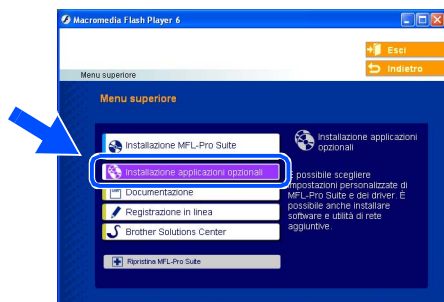 Macromedia Flash Player 6
Esci
Indietro
Menu superiore
Menu superiore
Installazione MFL-Pro Suite
Installazione applicazioni opzionali
Documentazione
Registrazione in linea
Brother Solutions Center
Ripristina MFL-Pro Suite
Installazione applicazioni
opzionali
È possibile scegliere
impostazioni personalizzate di
MFL-Pro Suite e dei driver. È
possibile anche installare
software e utilità di rete
aggiuntive.